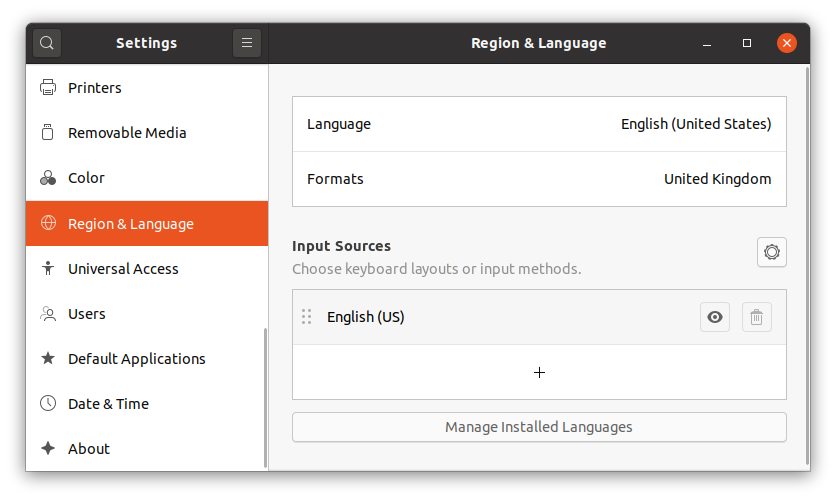 Settings
Region & Language
Printers
Removable Media
Color
Region & Language
Universal Access
Users
Default Applications
Date & Time
About
Language
English (United States)
Formats
United Kingdom
Input Sources
Choose keyboard layouts or input methods.
English (US)
Manage Installed Languages